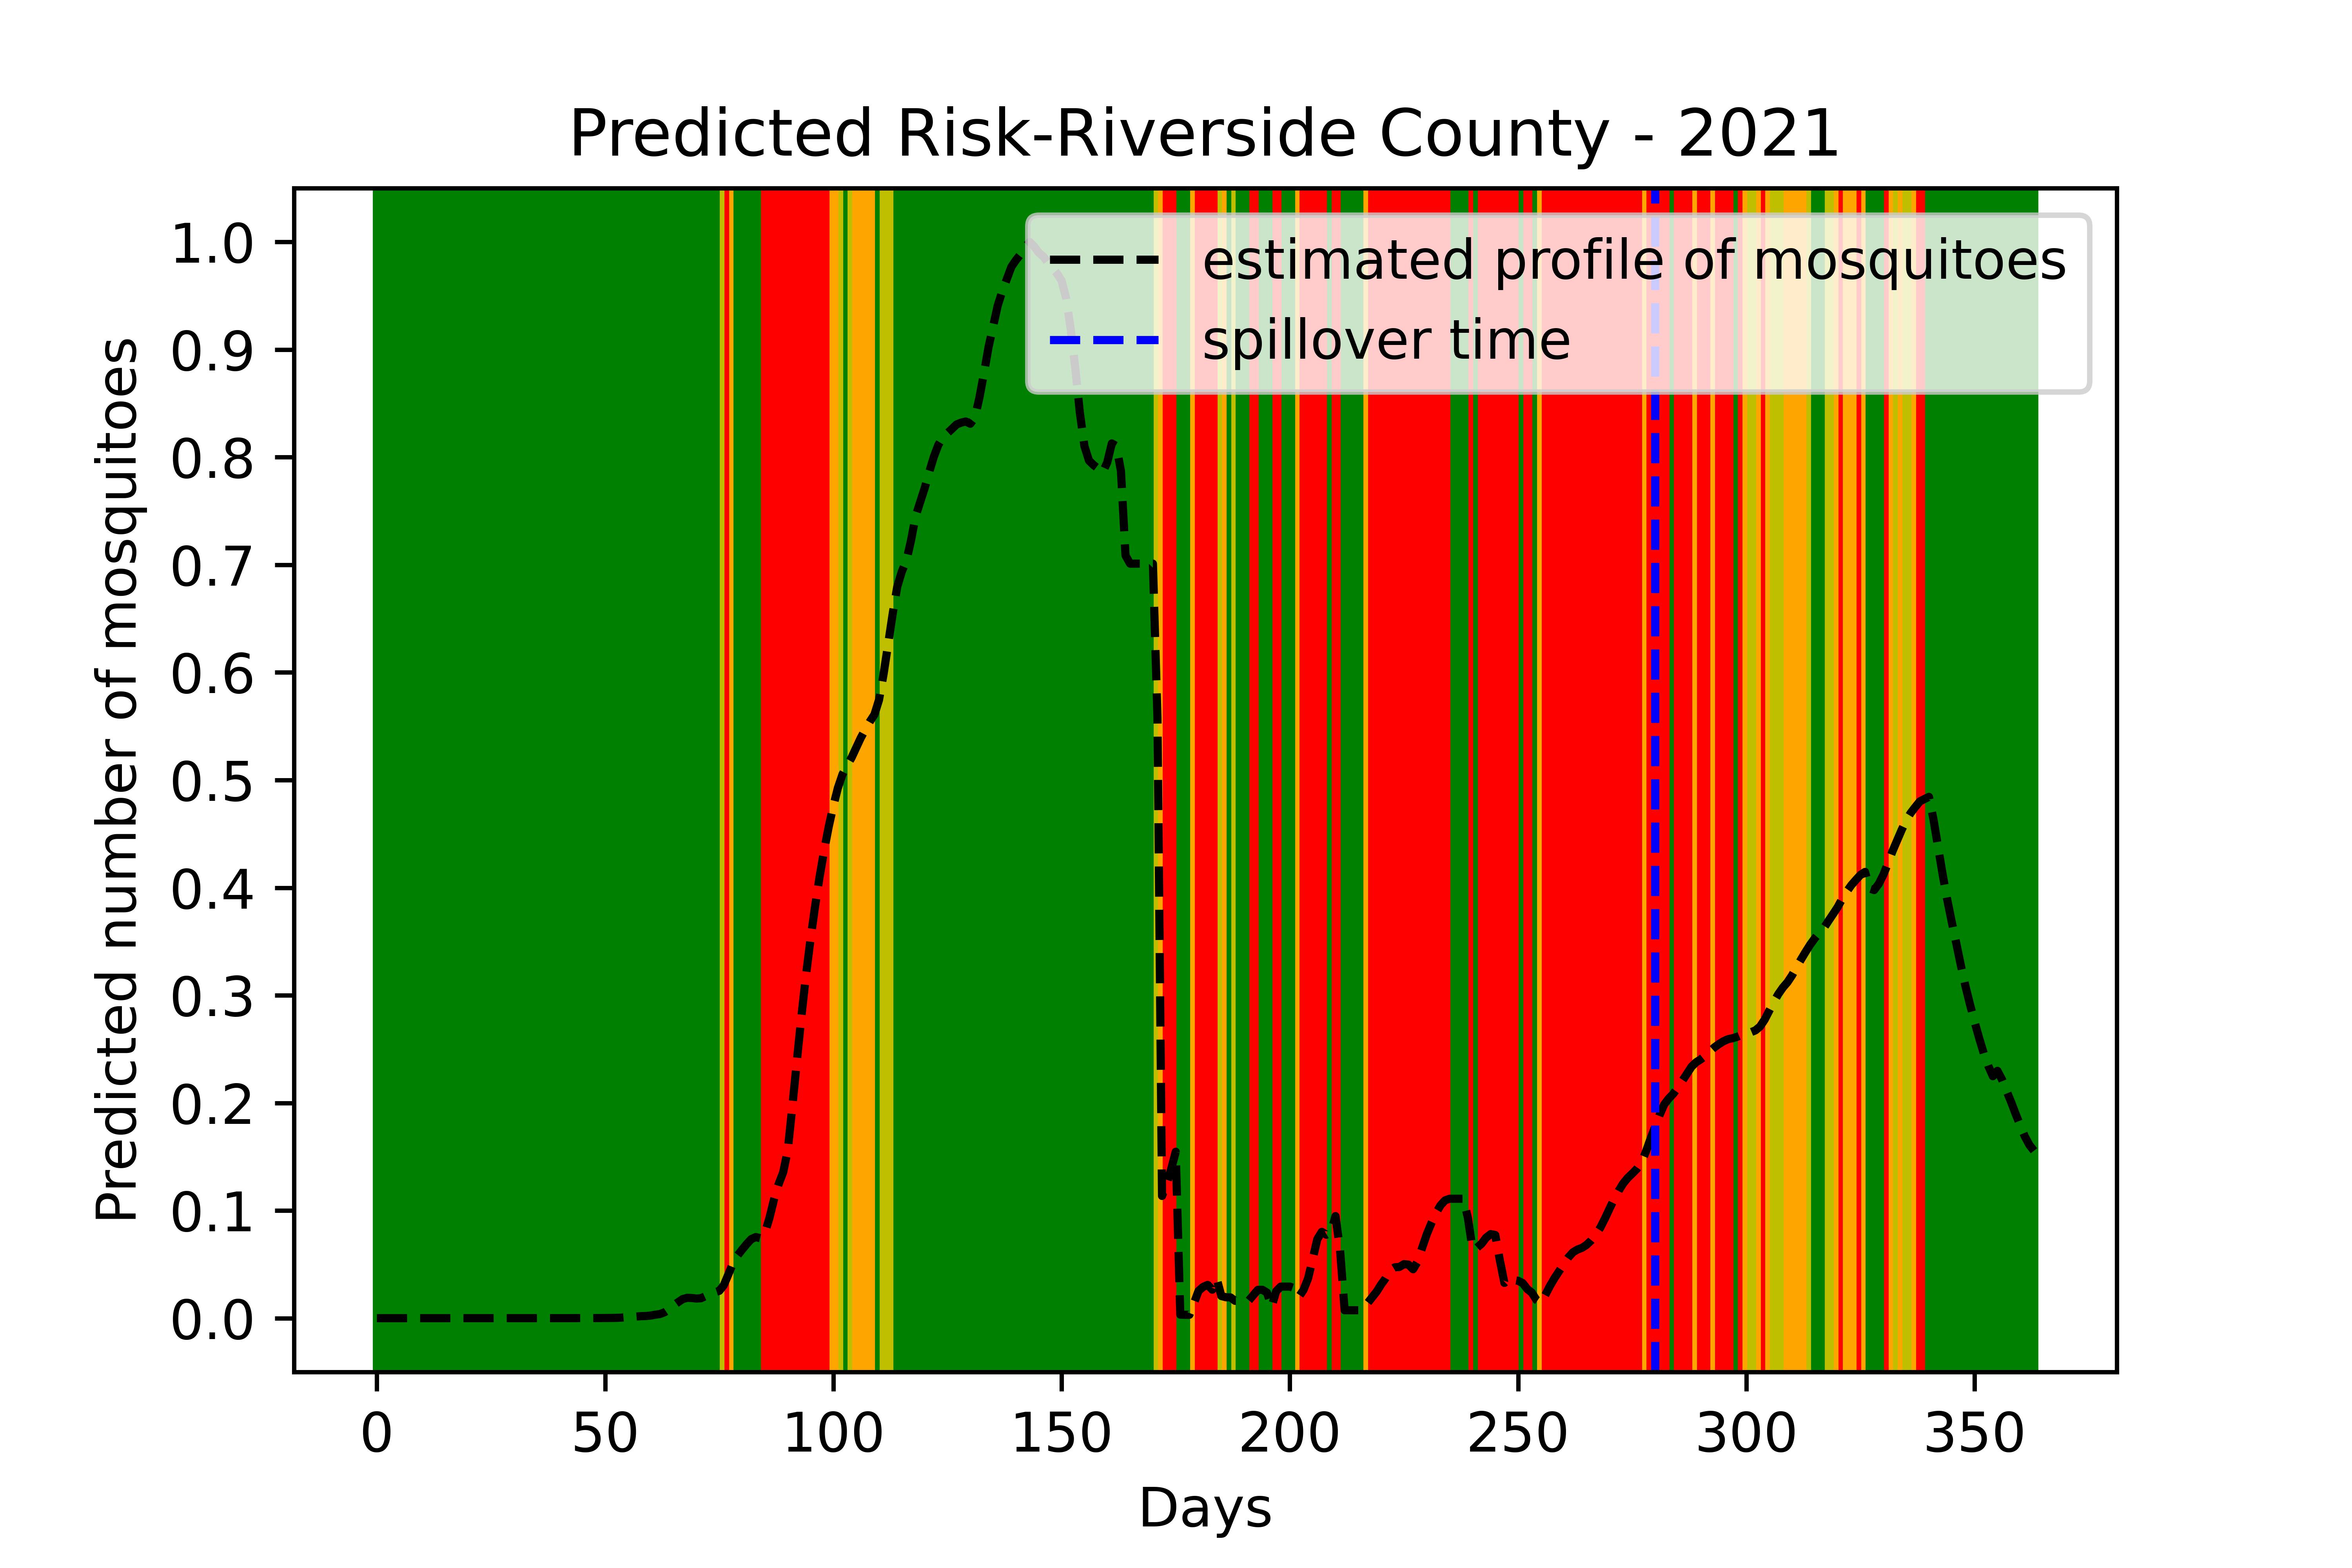 Predicted Risk-Riverside County - 2021
estimated profile of mosquitoes
spillover time
Predicted number of mosquitoes
1.0
0.9
0.8
0.7
0.6
0.5
0.4
0.3
0.2
0.1
0.0
0 50 100 150 200 250 300 350
Days